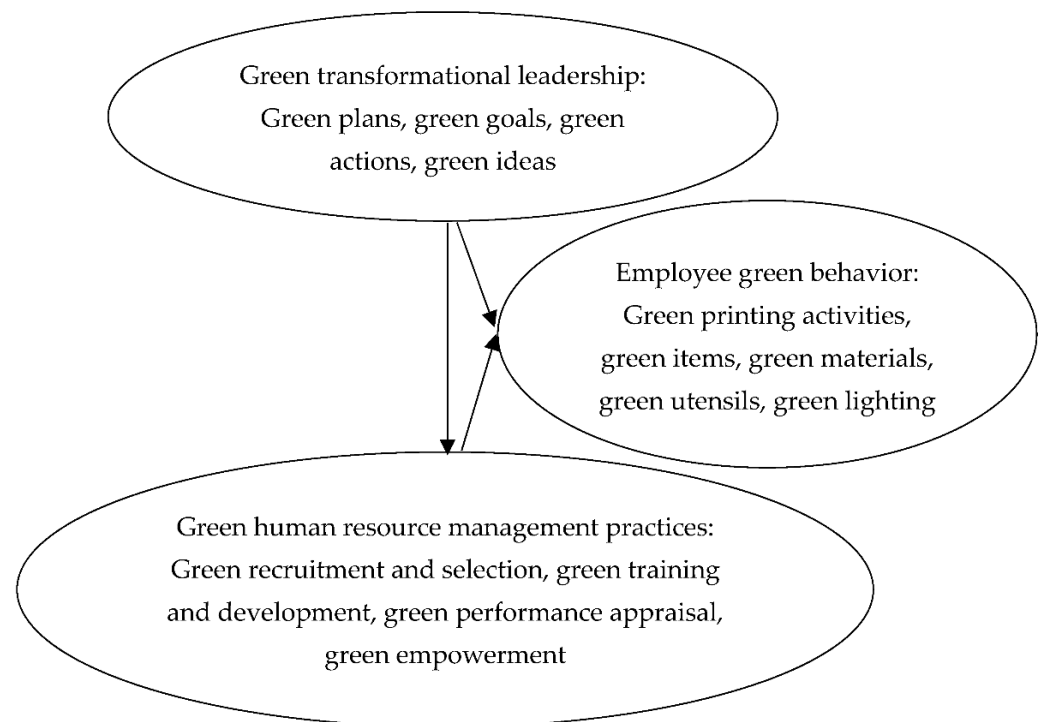 Green transformational leadership:
Green plans, green goals, green
actions, green ideas
Employee green behavior:
Green printing activities,
green items, green materials,
green utensils, green lighting
Green human resource management practices:
Green recruitment and selection, green training
and development, green performance appraisal,
green empowerment